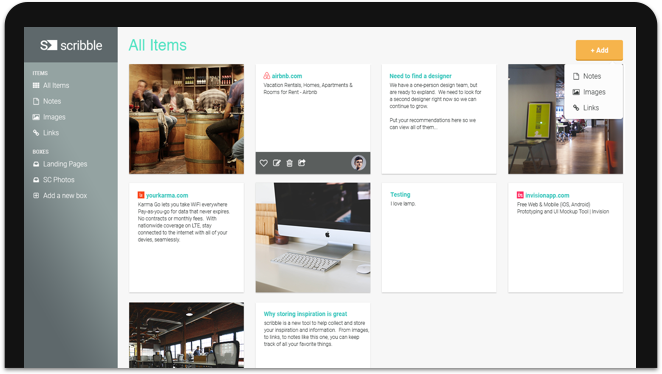 scribble
All Items
+ Add
ITEMS
All Items
Notes
Images
Links
BOXES
Landing Pages
SC Photos
Add a new box
Notes
Images
Links
airbnb.com
Vacation Rentals, Homes, Apartments &
Rooms for Rent - Airbnb
Need to find a designer
We have a one-person design team, but
are ready to expland. We need to look for
a second designer right now so we can
continue to grow.
Put your recommendations here so we
can view all of them...
yourkarma.com
Karma Go lets you take WiFi everywhere
Pay-as-you-go for data that never expires.
No contracts or monthly fees. With
nationwide coverage on LTE, stay
connected to the internet with all of your
devies, seamlessly.
Testing
I love lamp.
invisionapp.com
Free Web & Mobile (iOS, Android)
Prototyping and UI Mockup Tool | Invision
Why storing inspiration is great
scribble is a new tool to help collect and store
your inspiration and information. From images,
to links, to notes like this one, you can keep
track of all your favorite things.